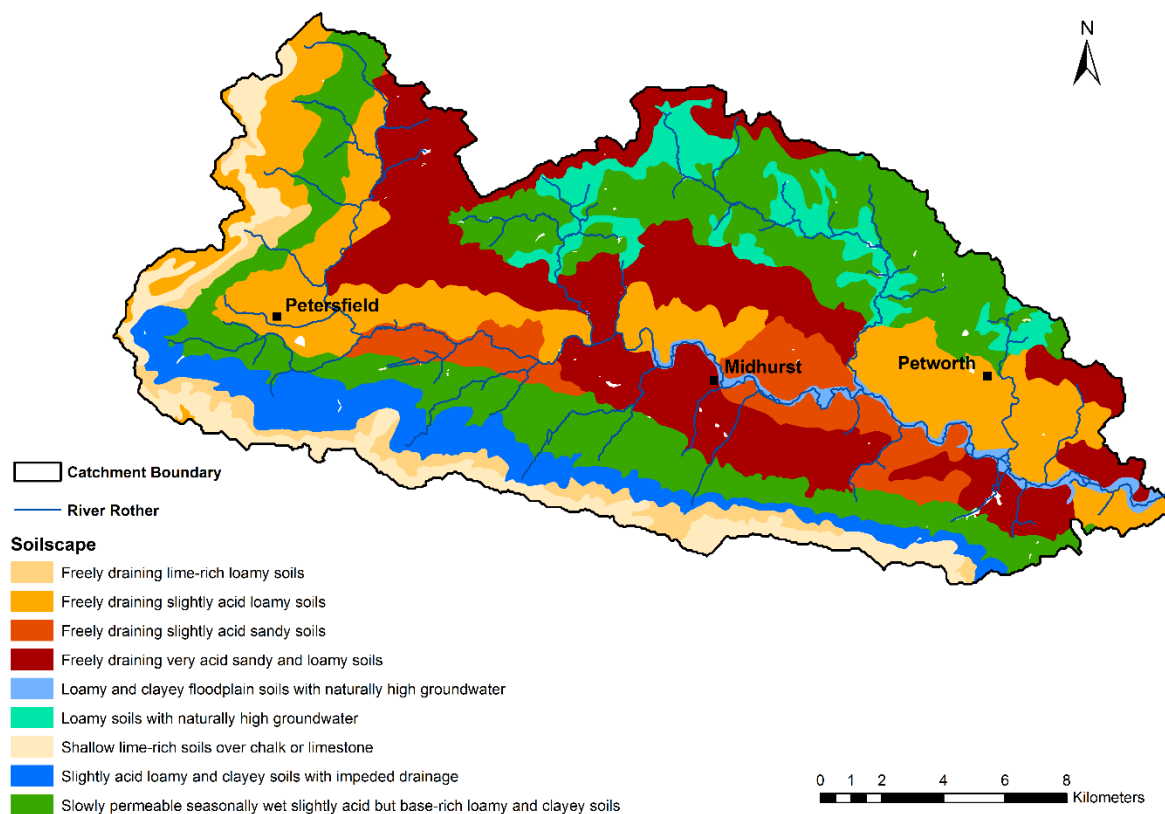 N
Petersfield
Midhurst
Petworth
Catchment Boundary
River Rother
Soilscape
Freely draining lime-rich loamy soils
Freely draining slightly acid loamy soils
Freely draining slightly acid sandy soils
Freely draining very acid sandy and loamy soils
Loamy and clayey floodplain soils with naturally high groundwater
Loamy soils with naturally high groundwater
Shallow lime-rich soils over chalk or limestone
Slightly acid loamy and clayey soils with impeded drainage
Slowly permeable seasonally wet slightly acid but base-rich loamy and clayey soils
0 1 2 4 6 8
Kilometers